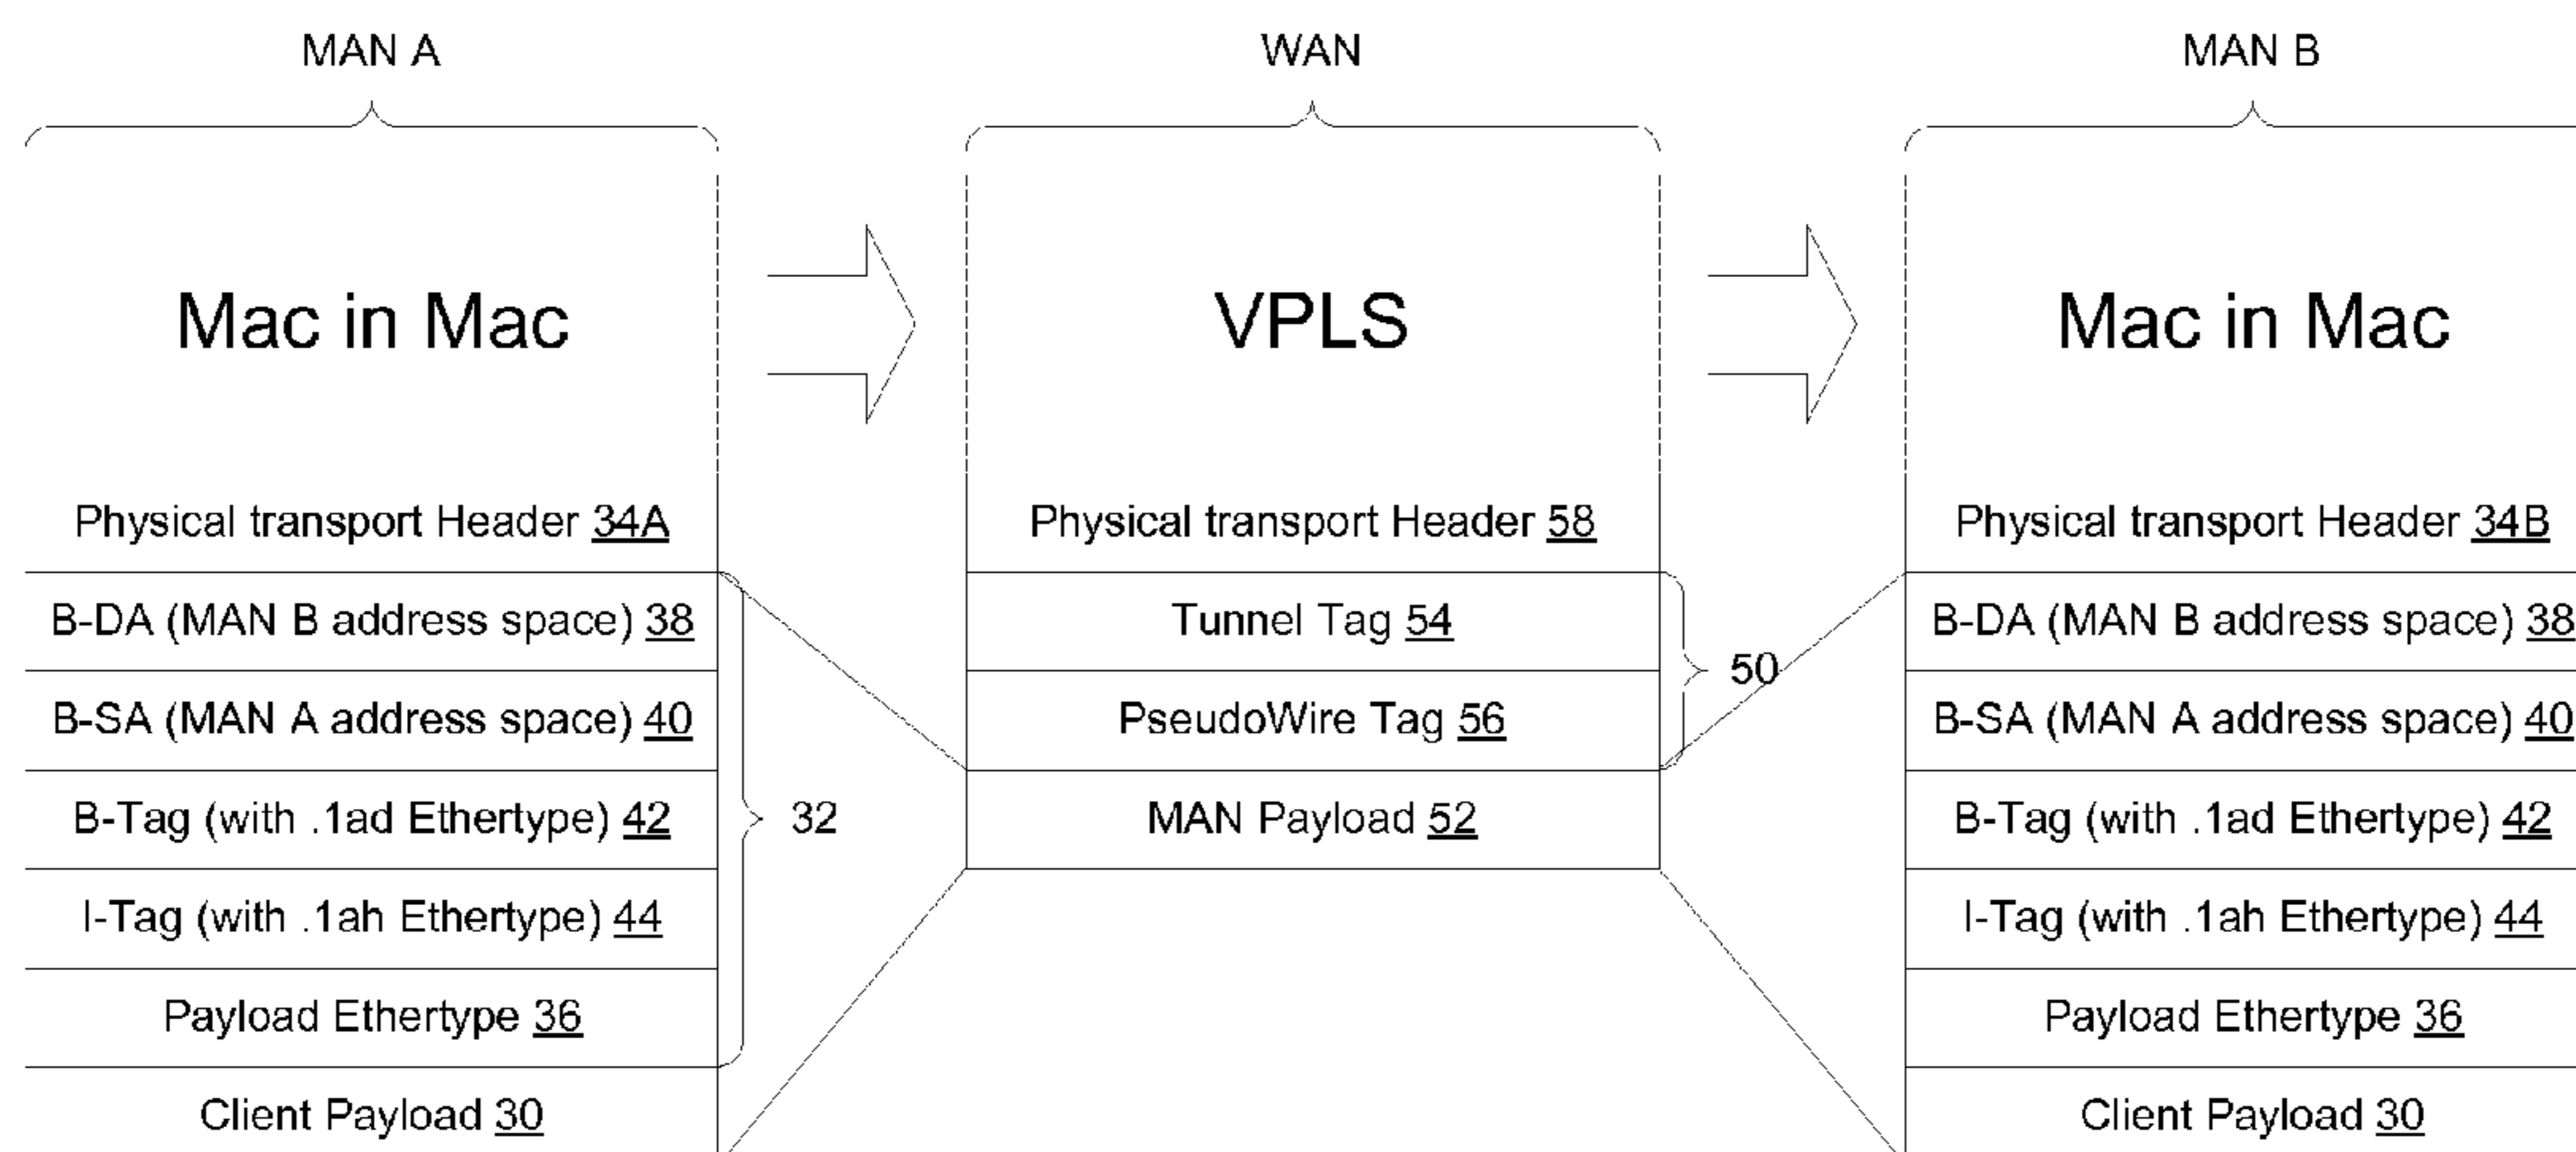 MAN A
WAN
MAN B
Mac in Mac
VPLS
Mac in Mac
Physical transport Header 34A
B-DA (MAN B address space) 38
B-SA (MAN A address space) 40
B-Tag (with .1ad Ethertype) 42
I-Tag (with .1ah Ethertype) 44
Payload Ethertype 36
Client Payload 30
32
Physical transport Header 58
Tunnel Tag 54
PseudoWire Tag 56
MAN Payload 52
50
Physical transport Header 34B
B-DA (MAN B address space) 38
B-SA (MAN A address space) 40
B-Tag (with .1ad Ethertype) 42
I-Tag (with .1ah Ethertype) 44
Payload Ethertype 36
Client Payload 30